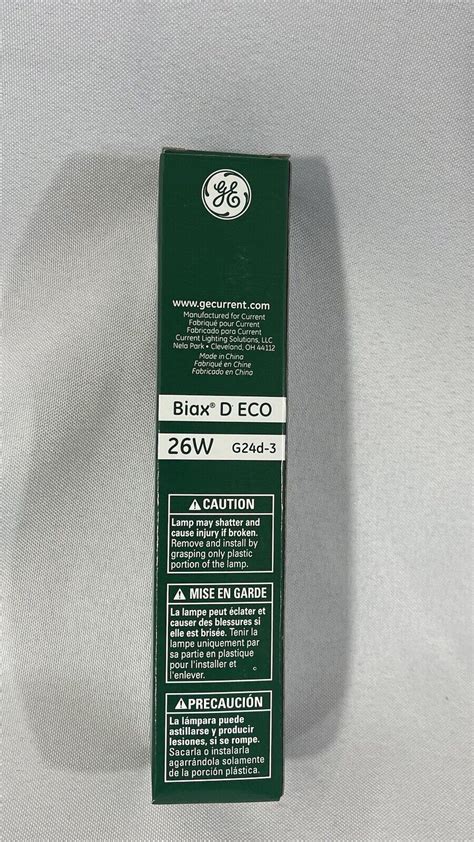 GE
www.gecurrent.com
Manufactured for Current
Fabriqué pour Current
Fabricado para Current
Current Lighting Solutions, LLC
Nela Park • Cleveland, OH 44112
Made in China
Fabriqué en Chine
Fabricado en China
Biax® D ECO
26W G24d-3
⚠ CAUTION
Lamp may shatter and
cause injury if broken.
Remove and install by
grasping only plastic
portion of the lamp.
⚠ MISE EN GARDE
La lampe peut éclater et
causer des blessures si
elle est brisée. Tenir la
lampe uniquement par
sa partie en plastique
pour l'installer et
l'enlever.
⚠PRECAUCIÓN
La lámpara puede
astillarse y producir
lesiones, si se rompe.
Sacarla o instalarla
agarrándola solamente
de la porción plástica.